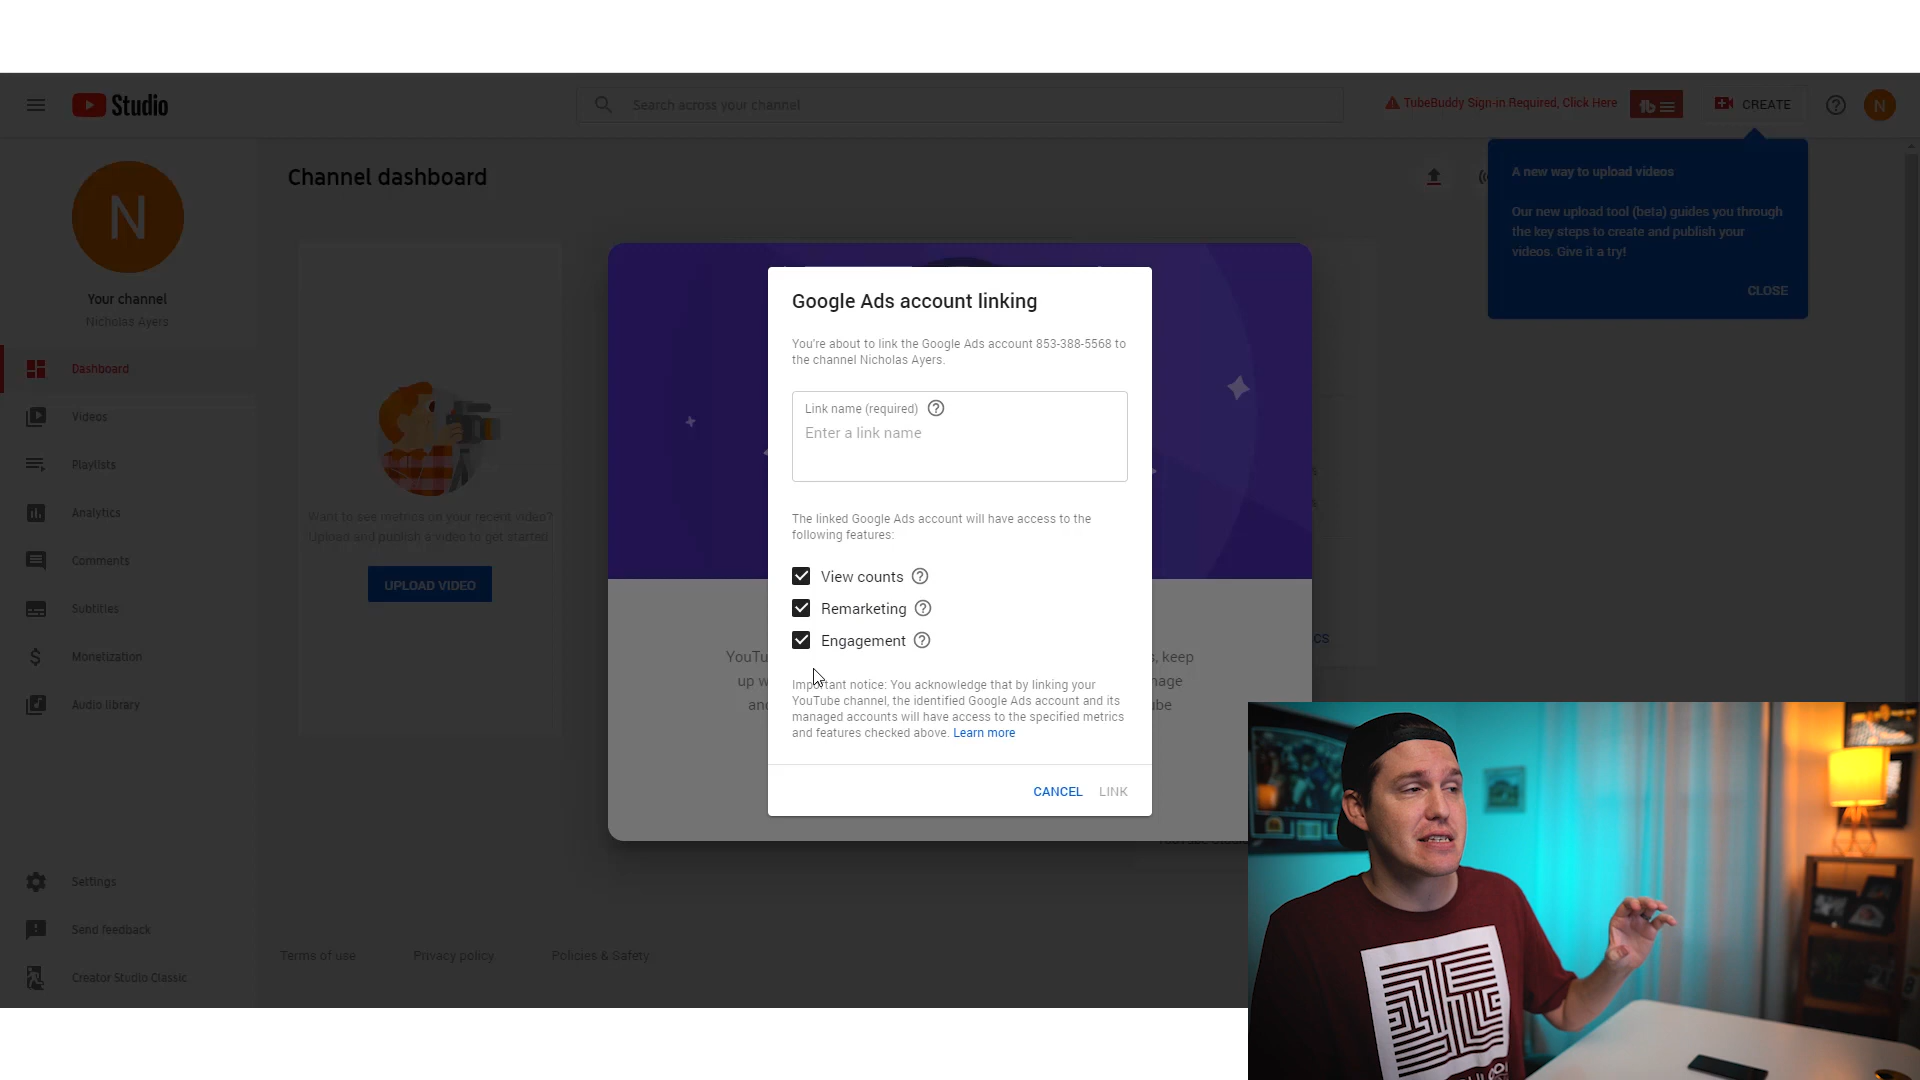 Studio
Search across your channel
TubeBuddy Sign-in Required, Click Here
CREATE
N
A new way to upload videos
Our new upload tool (beta) guides you through
the key steps to create and publish your
videos. Give it a try!
CLOSE
N
Your channel
Nicholas Ayers
Dashboard
Videos
Playlists
Analytics
Comments
Subtitles
Monetization
Audio library
Settings
Send feedback
Creator Studio Classic
Channel dashboard
Want to see metrics on your recent video?
Upload and publish a video to get started!
UPLOAD VIDEO
Google Ads account linking
You're about to link the Google Ads account 853-388-5568 to
the channel Nicholas Ayers.
Link name (required)
Enter a link name
The linked Google Ads account will have access to the
following features:
View counts
Remarketing
Engagement
Important notice: You acknowledge that by linking your
YouTube channel, the identified Google Ads account and its
managed accounts will have access to the specified metrics
and features checked above. Learn more
CANCEL LINK
keep
up
Terms of use
Privacy policy
Policies & Safety